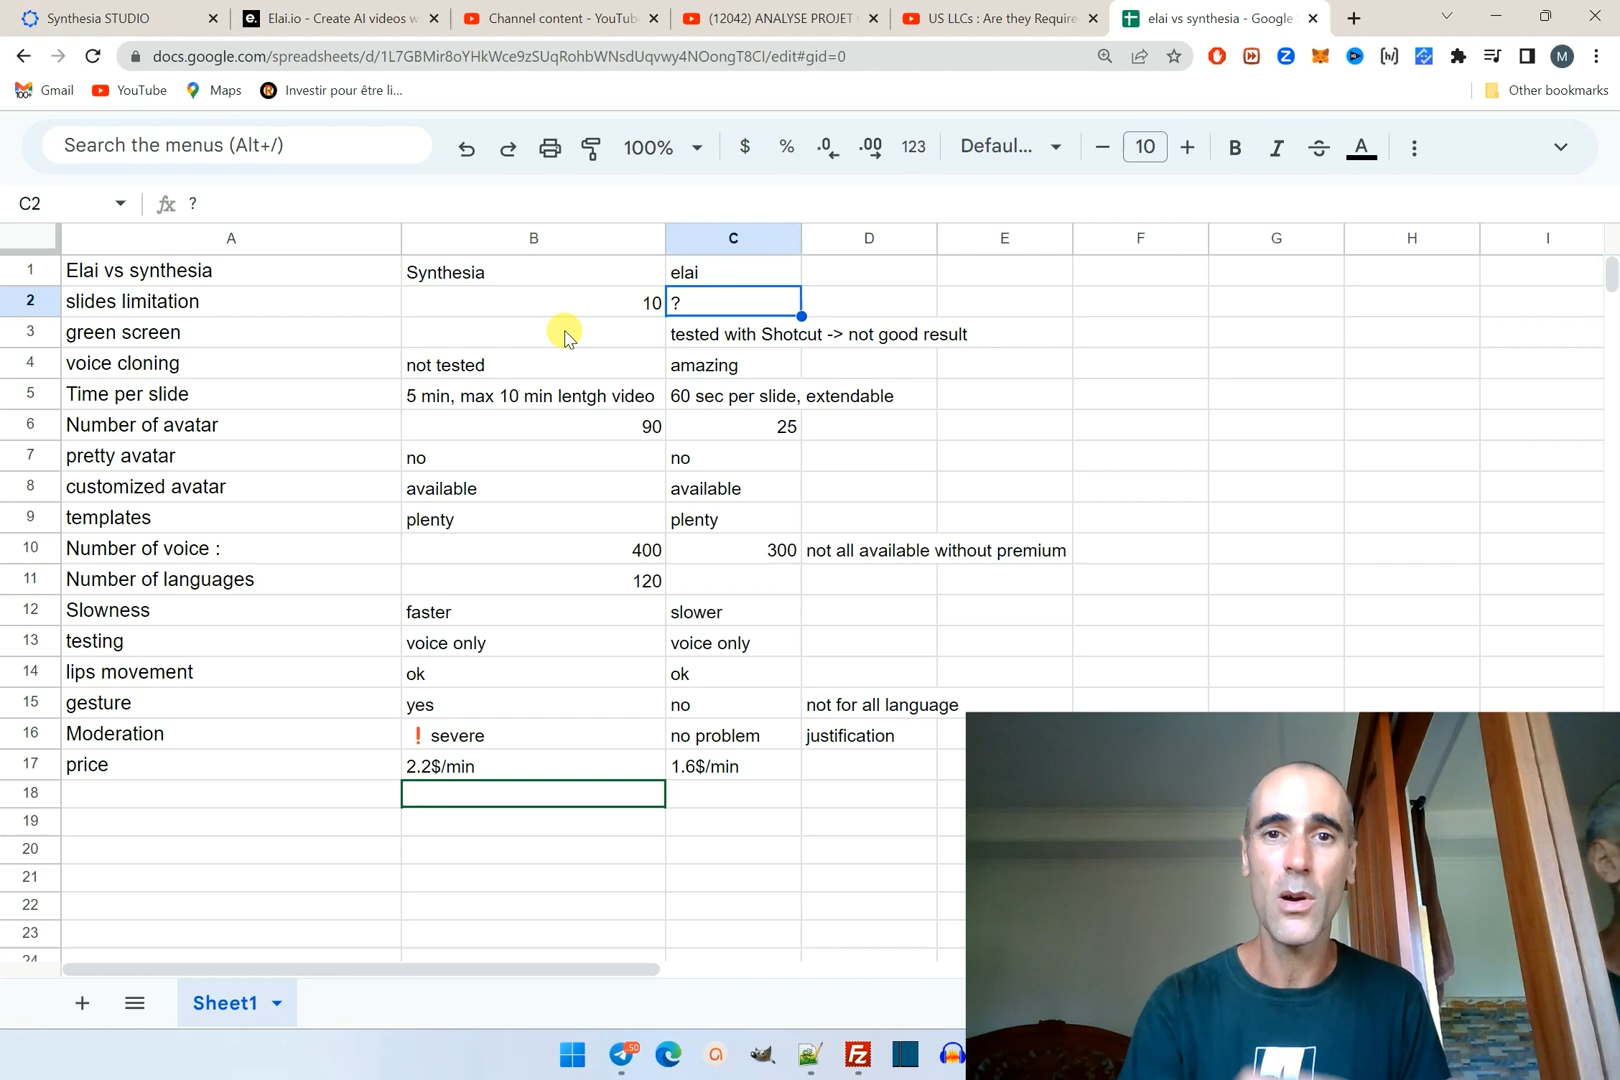 Synthesia STUDIO
Elai.io - Create AI videos w
Channel content - YouTub
(12042) ANALYSE PROJET
US LLCs : Are they Require
elai vs synthesia - Google
docs.google.com/spreadsheets/d/1L7GBMir8oYHkWce9zSUqRohbWNsdUqvwy4NOongT8CI/edit#gid=0
M
100+
Gmail
YouTube
Maps
Investir pour être li...
Other bookmarks
Search the menus (Alt+/)
100%
$
%
.0
.00
123
Defaul...
10
B
I
S
A
C2
fx
?
A B C D E F G H I
1 Elai vs synthesia Synthesia elai
2 slides limitation 10 ?
3 green screen tested with Shotcut -> not good result
4 voice cloning not tested amazing
5 Time per slide 5 min, max 10 min lentgh video 60 sec per slide, extendable
6 Number of avatar 90 25
7 pretty avatar no no
8 customized avatar available available
9 templates plenty plenty
10 Number of voice : 400 300 not all available without premium
11 Number of languages 120
12 Slowness faster slower
13 testing voice only voice only
14 lips movement ok ok
15 gesture yes no not for all language
16 Moderation ❗ severe no problem justification
17 price 2.2$/min 1.6$/min
18
19
20
21
22
23
24
Sheet1
50